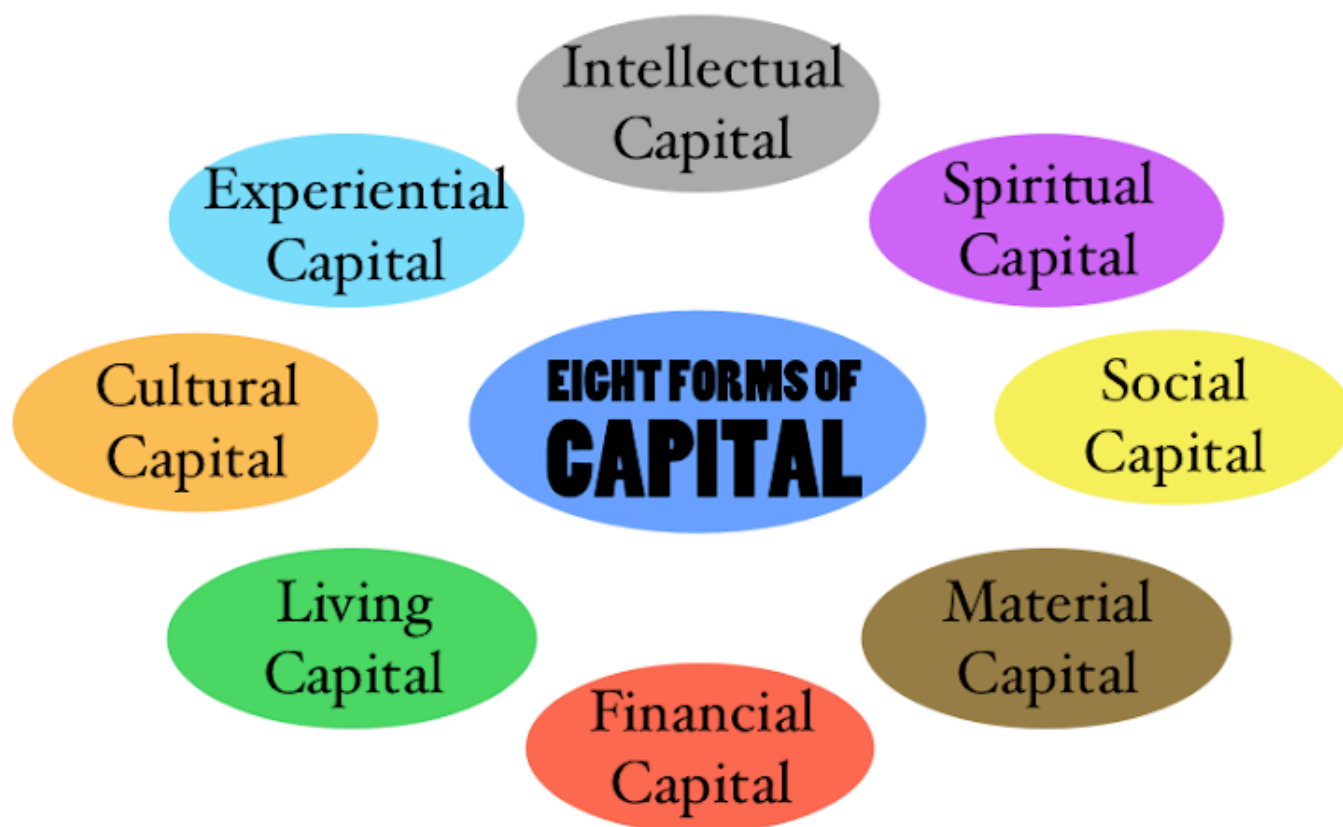 Intellectual
Capital
Experiential
Capital
Spiritual
Capital
Cultural
Capital
EIGHT FORMS OF
CAPITAL
Social
Capital
Living
Capital
Material
Capital
Financial
Capital